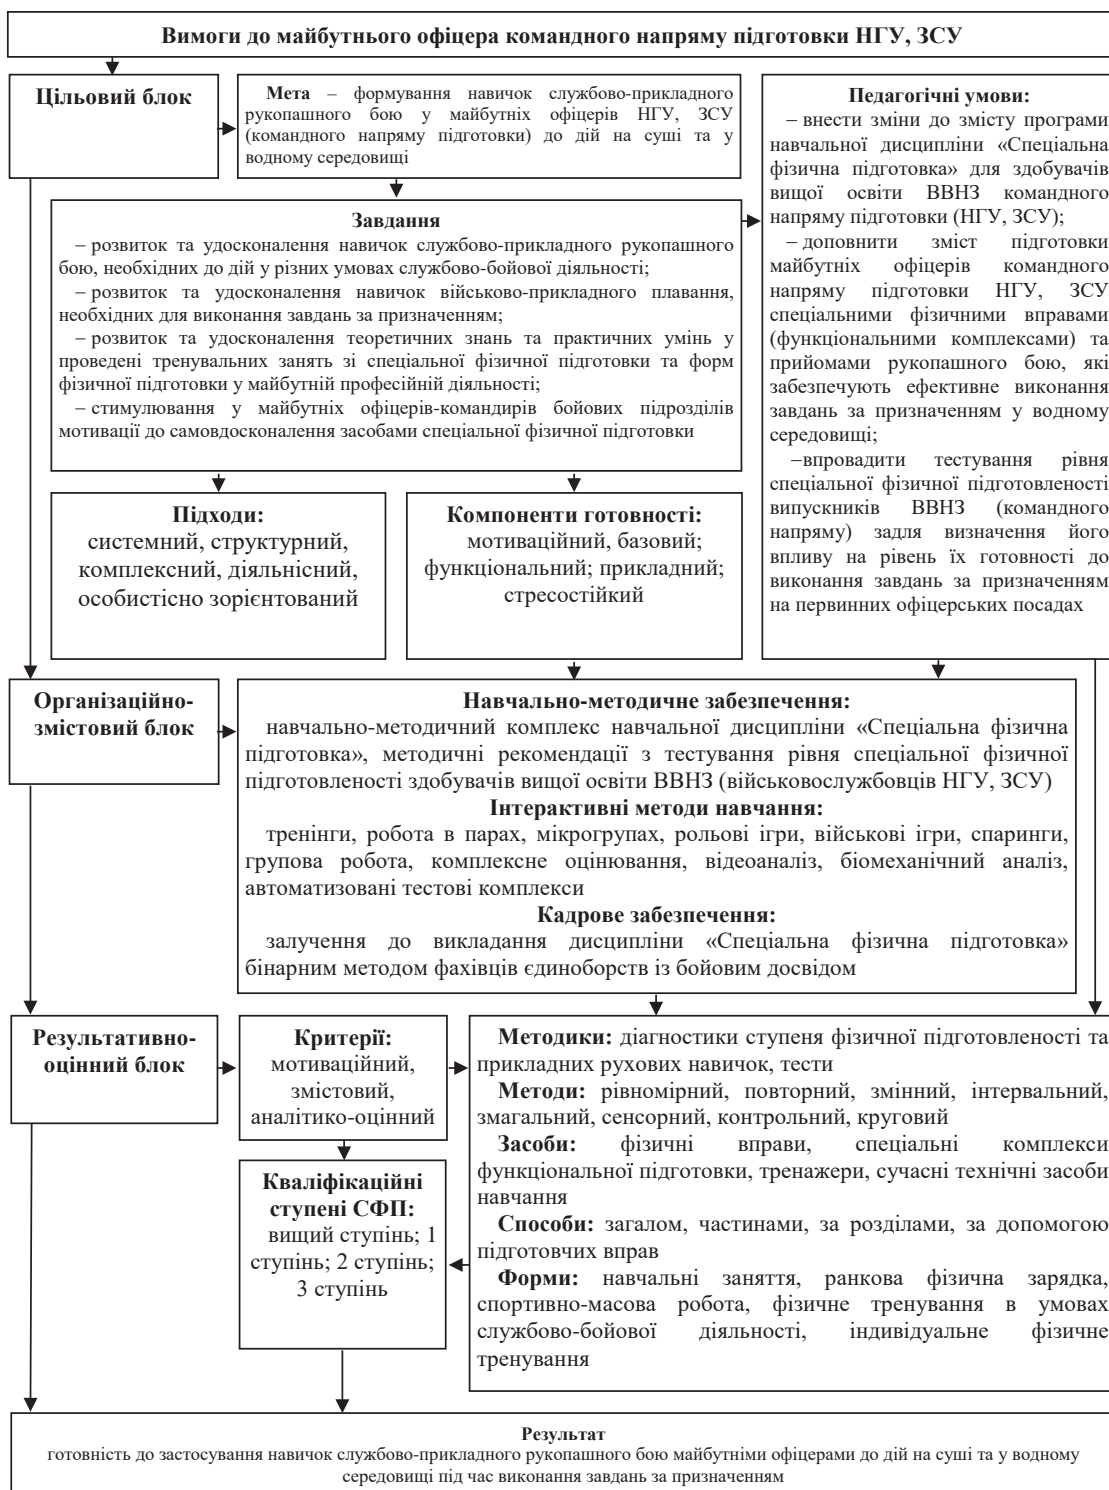 Вимоги до майбутнього офіцера командного напряму підготовки НГУ, ЗСУ
Цільовий блок
Мета – формування навичок службово-прикладного
рукопашного бою у майбутніх офіцерів НГУ, ЗСУ
(командного напряму підготовки) до дій на суші та у
водному середовищі
Педагогічні умови:
– внести зміни до змісту програми
навчальної дисципліни «Спеціальна
фізична підготовка» для здобувачів
вищої освіти ВВНЗ командного
напряму підготовки (НГУ, ЗСУ);
– доповнити зміст підготовки
майбутніх офіцерів командного
напряму підготовки НГУ, ЗСУ
спеціальними фізичними вправами
(функціональними комплексами) та
прийомами рукопашного бою, які
забезпечують ефективне виконання
завдань за призначенням у водному
середовищі;
–впровадити тестування рівня
спеціальної фізичної підготовленості
випускників ВВНЗ (командного
напряму) задля визначення його
впливу на рівень їх готовності до
виконання завдань за призначенням
на первинних офіцерських посадах
Завдання
– розвиток та удосконалення навичок службово-прикладного рукопашного
бою, необхідних до дій у різних умовах службово-бойової діяльності;
– розвиток та удосконалення навичок військово-прикладного плавання,
необхідних для виконання завдань за призначенням;
– розвиток та удосконалення теоретичних знань та практичних умінь у
проведені тренувальних занять зі спеціальної фізичної підготовки та форм
фізичної підготовки у майбутній професійній діяльності;
– стимулювання у майбутніх офіцерів-командирів бойових підрозділів
мотивації до самовдосконалення засобами спеціальної фізичної підготовки
Підходи:
системний, структурний,
комплексний, діяльнісний,
особистісно зорієнтований
Компоненти готовності:
мотиваційний, базовий;
функціональний; прикладний;
стресостійкий
Організаційно-
змістовий блок
Навчально-методичне забезпечення:
навчально-методичний комплекс навчальної дисципліни «Спеціальна фізична
підготовка», методичні рекомендації з тестування рівня спеціальної фізичної
підготовленості здобувачів вищої освіти ВВНЗ (військовослужбовців НГУ, ЗСУ)
Інтерактивні методи навчання:
тренінги, робота в парах, мікрогрупах, рольові ігри, військові ігри, спаринги,
групова робота, комплексне оцінювання, відеоаналіз, біомеханічний аналіз,
автоматизовані тестові комплекси
Кадрове забезпечення:
залучення до викладання дисципліни «Спеціальна фізична підготовка»
бінарним методом фахівців єдиноборств із бойовим досвідом
Результативно-
оцінний блок
Критерії:
мотиваційний,
змістовий,
аналітико-оцінний
Кваліфікаційні
ступені СФП:
вищий ступінь; 1
ступінь; 2 ступінь;
3 ступінь
Методики: діагностики ступеня фізичної підготовленості та
прикладних рухових навичок, тести
Методи: рівномірний, повторний, змінний, інтервальний,
змагальний, сенсорний, контрольний, круговий
Засоби: фізичні вправи, спеціальні комплекси
функціональної підготовки, тренажери, сучасні технічні засоби
навчання
Способи: загалом, частинами, за розділами, за допомогою
підготовчих вправ
Форми: навчальні заняття, ранкова фізична зарядка,
спортивно-масова робота, фізичне тренування в умовах
службово-бойової діяльності, індивідуальне фізичне
тренування
Результат
готовність до застосування навичок службово-прикладного рукопашного бою майбутніми офіцерами до дій на суші та у водному
середовищі під час виконання завдань за призначенням